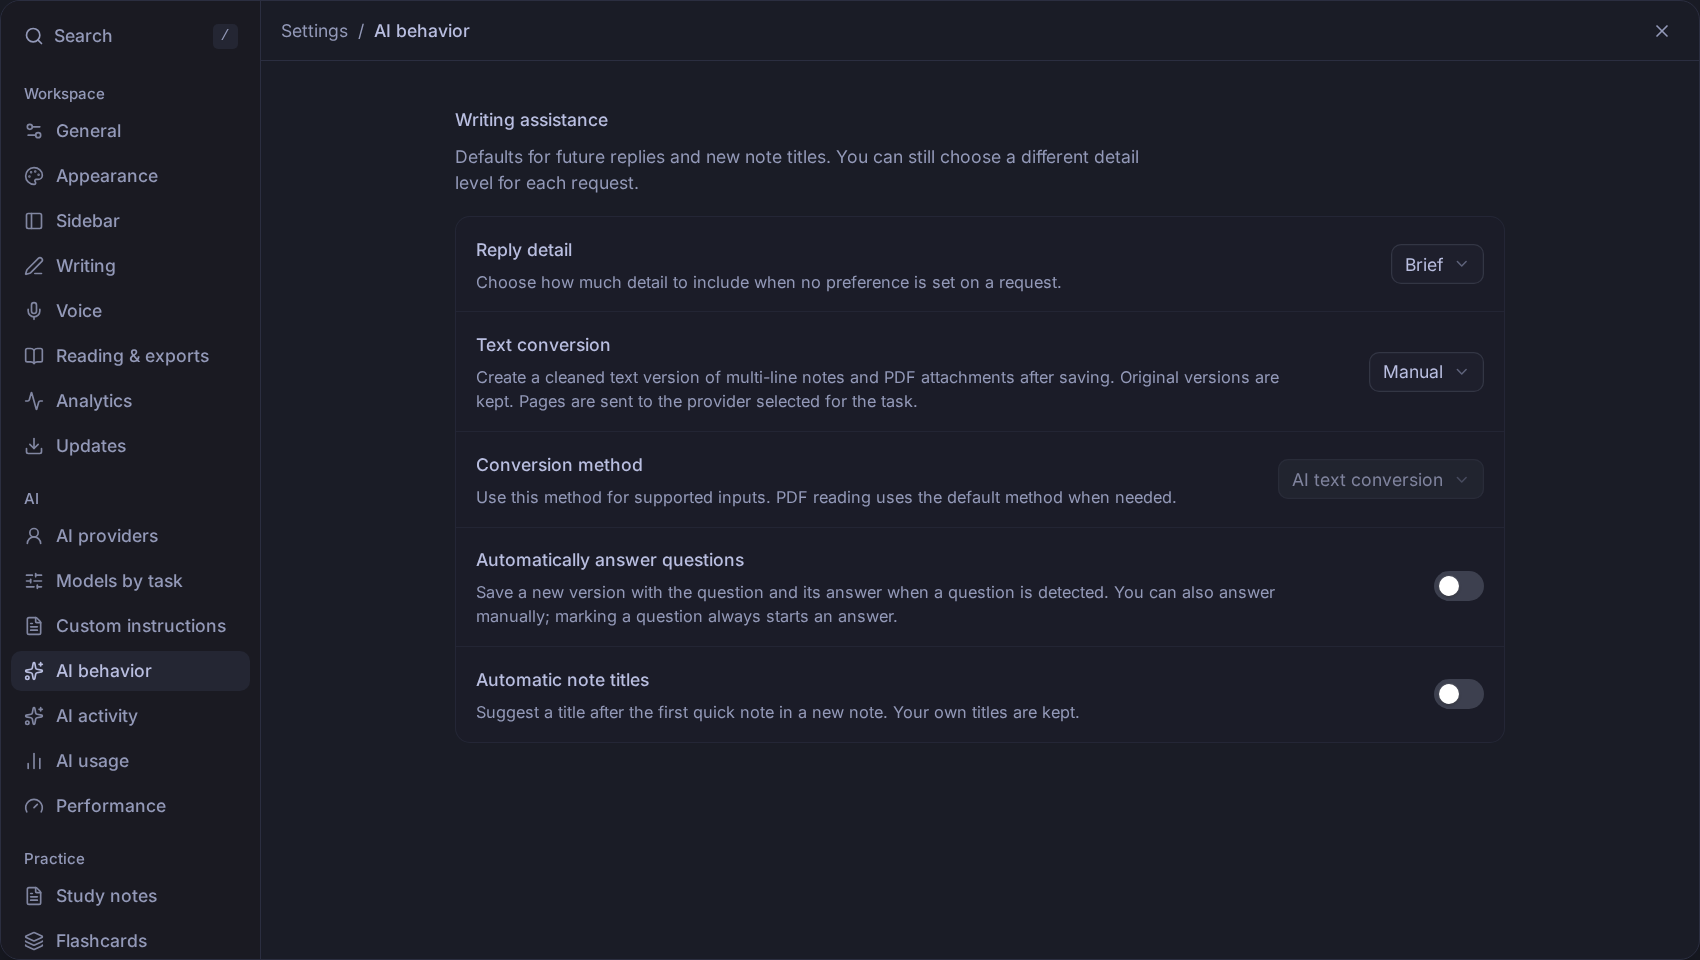 Search /
Settings / AI behavior
Workspace
General
Appearance
Sidebar
Writing
Voice
Reading & exports
Analytics
Updates
AI
AI providers
Models by task
Custom instructions
AI behavior
AI activity
AI usage
Performance
Practice
Study notes
Flashcards
Writing assistance
Defaults for future replies and new note titles. You can still choose a different detail
level for each request.
Reply detail
Choose how much detail to include when no preference is set on a request.
Brief
Text conversion
Create a cleaned text version of multi-line notes and PDF attachments after saving. Original versions are
kept. Pages are sent to the provider selected for the task.
Manual
Conversion method
Use this method for supported inputs. PDF reading uses the default method when needed.
AI text conversion
Automatically answer questions
Save a new version with the question and its answer when a question is detected. You can also answer
manually; marking a question always starts an answer.
Automatic note titles
Suggest a title after the first quick note in a new note. Your own titles are kept.